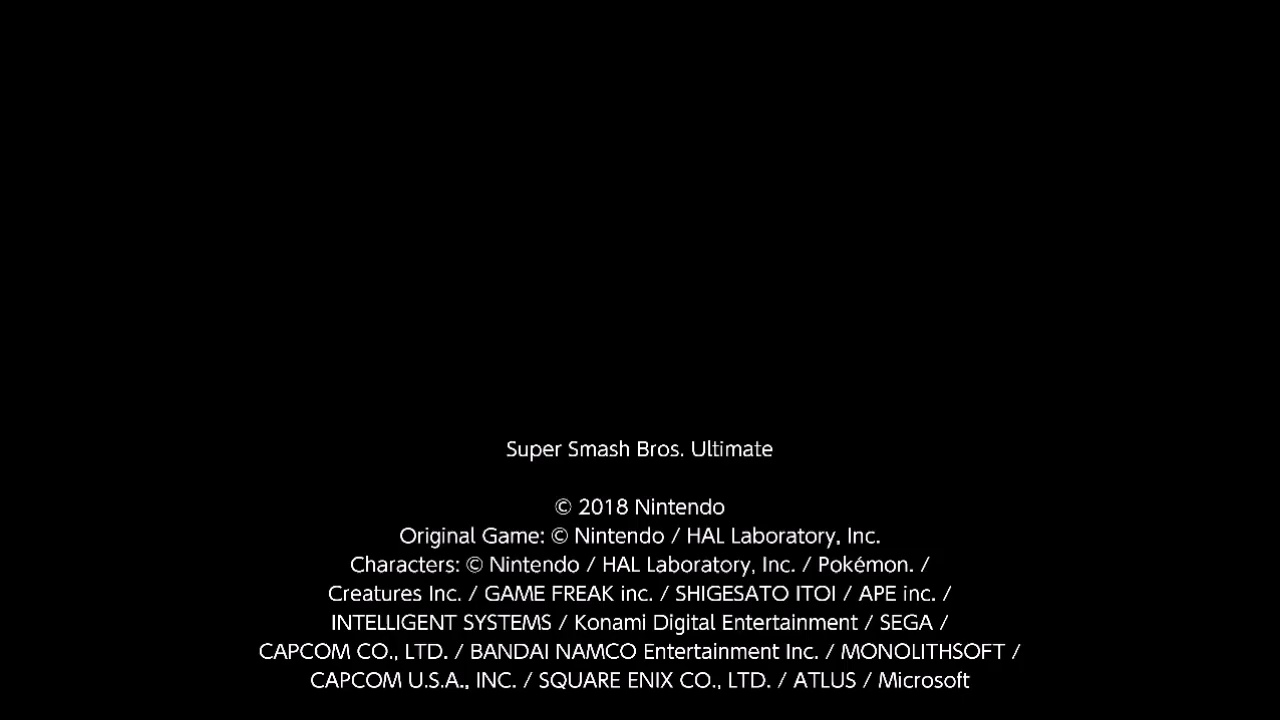 Super Smash Bros. Ultimate
© 2018 Nintendo
Original Game: © Nintendo / HAL Laboratory, Inc.
Characters: © Nintendo / HAL Laboratory, Inc. / Pokémon. /
Creatures Inc. / GAME FREAK inc. / SHIGESATO ITOI / APE inc. /
INTELLIGENT SYSTEMS / Konami Digital Entertainment / SEGA /
CAPCOM CO., LTD. / BANDAI NAMCO Entertainment Inc. / MONOLITHSOFT /
CAPCOM U.S.A., INC. / SQUARE ENIX CO., LTD. / ATLUS / Microsoft